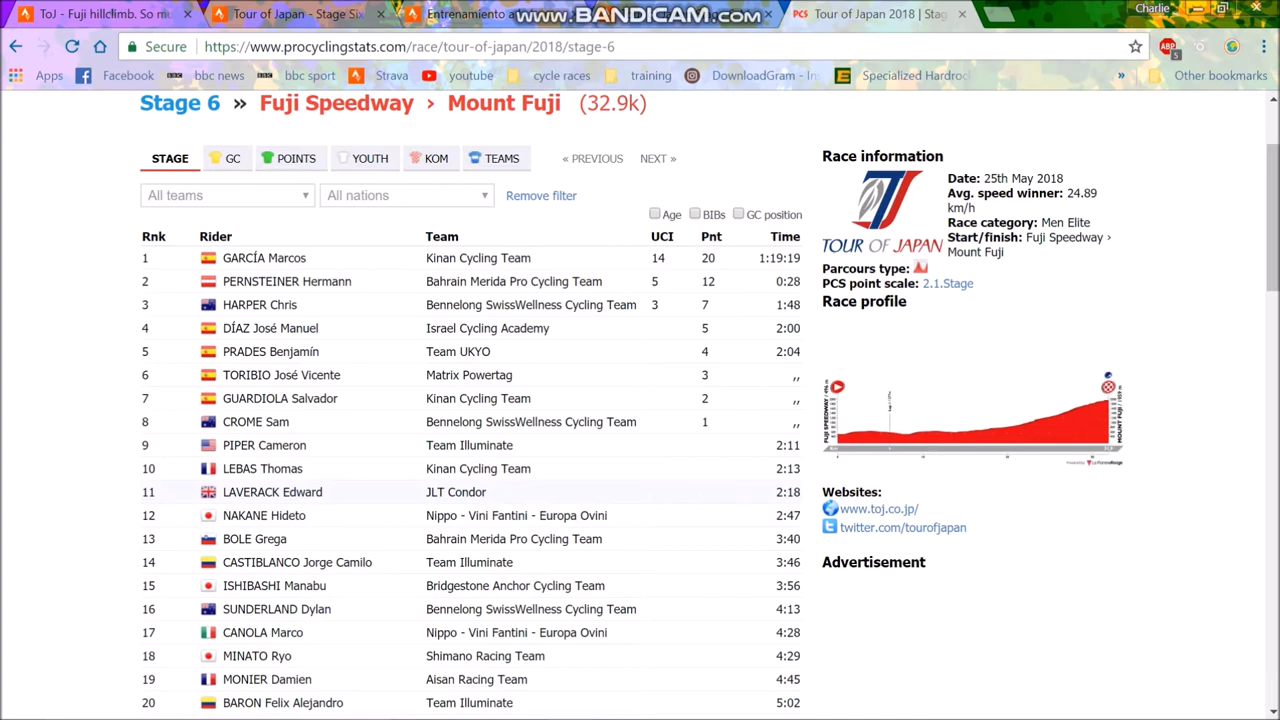 ToJ - Fuji hillclimb. So mu
Tour of Japan - Stage Six
Entrenamiento a
Tour of Japan 2018 | Stag
Charlie
www.BANDICAM.com
Secure
https://www.procyclingstats.com/race/tour-of-japan/2018/stage-6
Apps
Facebook
bbc news
bbc sport
Strava
youtube
cycle races
training
DownloadGram - In
Specialized Hardroc
»
Other bookmarks
Stage 6 » Fuji Speedway › Mount Fuji (32.9k)
STAGE GC POINTS YOUTH KOM TEAMS « PREVIOUS NEXT »
All teams All nations Remove filter
Age BIBs GC position
Rnk Rider Team UCI Pnt Time
1 GARCÍA Marcos Kinan Cycling Team 14 20 1:19:19
2 PERNSTEINER Hermann Bahrain Merida Pro Cycling Team 5 12 0:28
3 HARPER Chris Bennelong SwissWellness Cycling Team 3 7 1:48
4 DÍAZ José Manuel Israel Cycling Academy 5 2:00
5 PRADES Benjamín Team UKYO 4 2:04
6 TORIBIO José Vicente Matrix Powertag 3 ,,
7 GUARDIOLA Salvador Kinan Cycling Team 2 ,,
8 CROME Sam Bennelong SwissWellness Cycling Team 1 ,,
9 PIPER Cameron Team Illuminate 2:11
10 LEBAS Thomas Kinan Cycling Team 2:13
11 LAVERACK Edward JLT Condor 2:18
12 NAKANE Hideto Nippo - Vini Fantini - Europa Ovini 2:47
13 BOLE Grega Bahrain Merida Pro Cycling Team 3:40
14 CASTIBLANCO Jorge Camilo Team Illuminate 3:46
15 ISHIBASHI Manabu Bridgestone Anchor Cycling Team 3:56
16 SUNDERLAND Dylan Bennelong SwissWellness Cycling Team 4:13
17 CANOLA Marco Nippo - Vini Fantini - Europa Ovini 4:28
18 MINATO Ryo Shimano Racing Team 4:29
19 MONIER Damien Aisan Racing Team 4:45
20 BARON Felix Alejandro Team Illuminate 5:02
Race information
TOUR OF JAPAN
Date: 25th May 2018
Avg. speed winner: 24.89
km/h
Race category: Men Elite
Start/finish: Fuji Speedway ›
Mount Fuji
Parcours type:
PCS point scale: 2.1.Stage
Race profile
Websites:
www.toj.co.jp/
twitter.com/tourofjapan
Advertisement